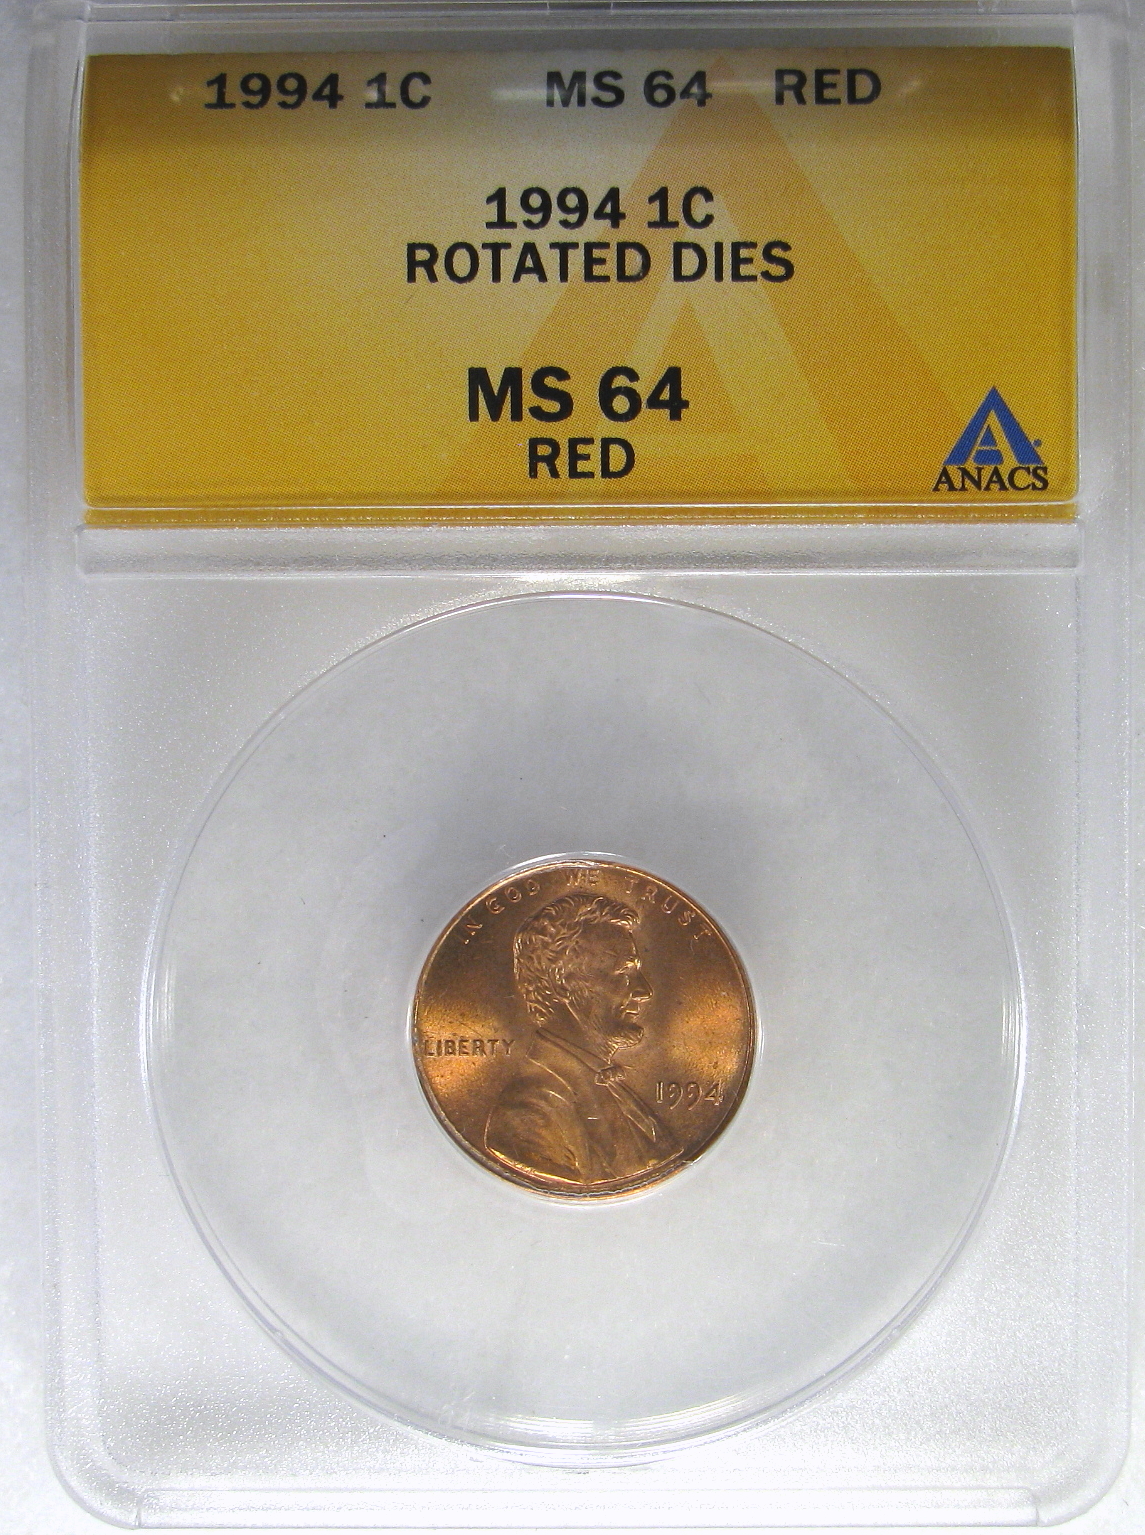 1994 1C MS 64 RED
1994 1C
ROTATED DIES
MS 64
RED
ANACS
IN GOD WE TRUST
LIBERTY
1994